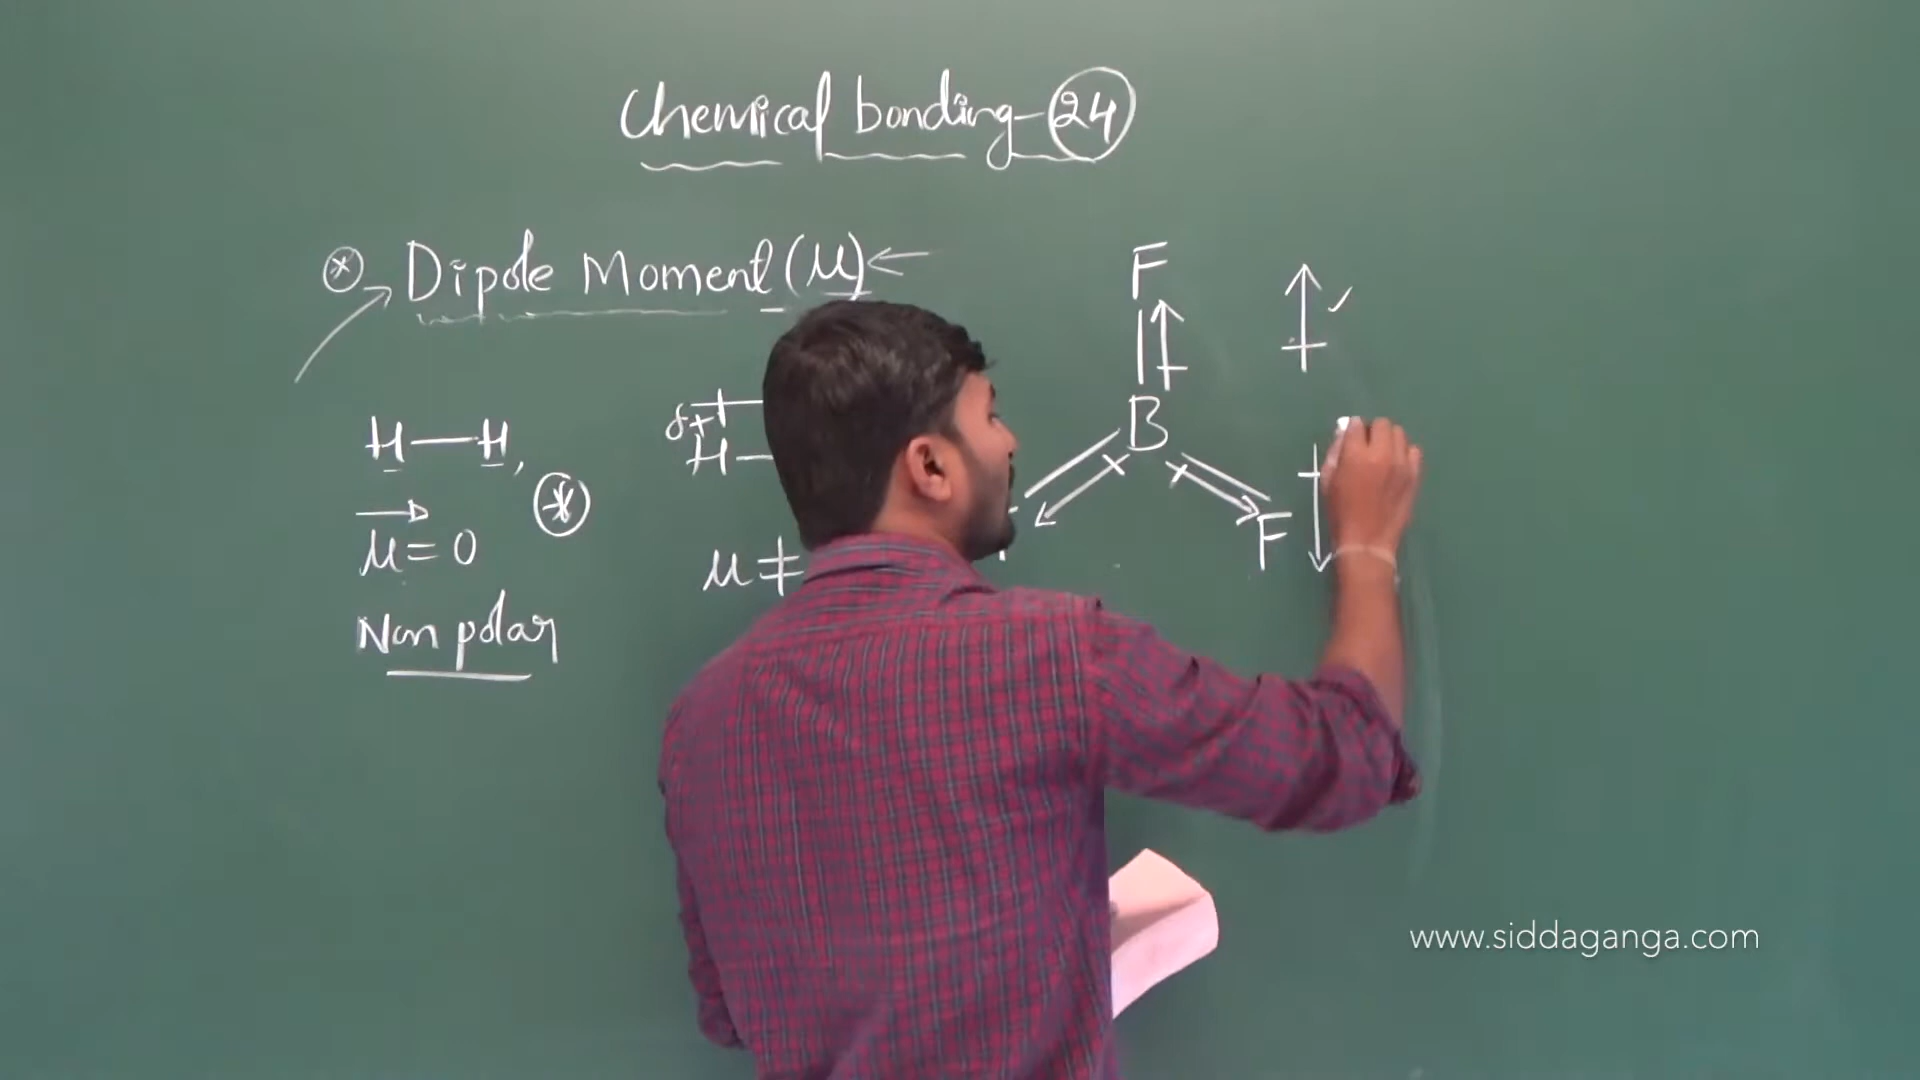 Chemical bonding-24
* Dipole Moment (μ) ←
F
B
F
H—H,
δ+
H—
*
μ = 0
μ ≠
Non polar
www.siddaganga.com